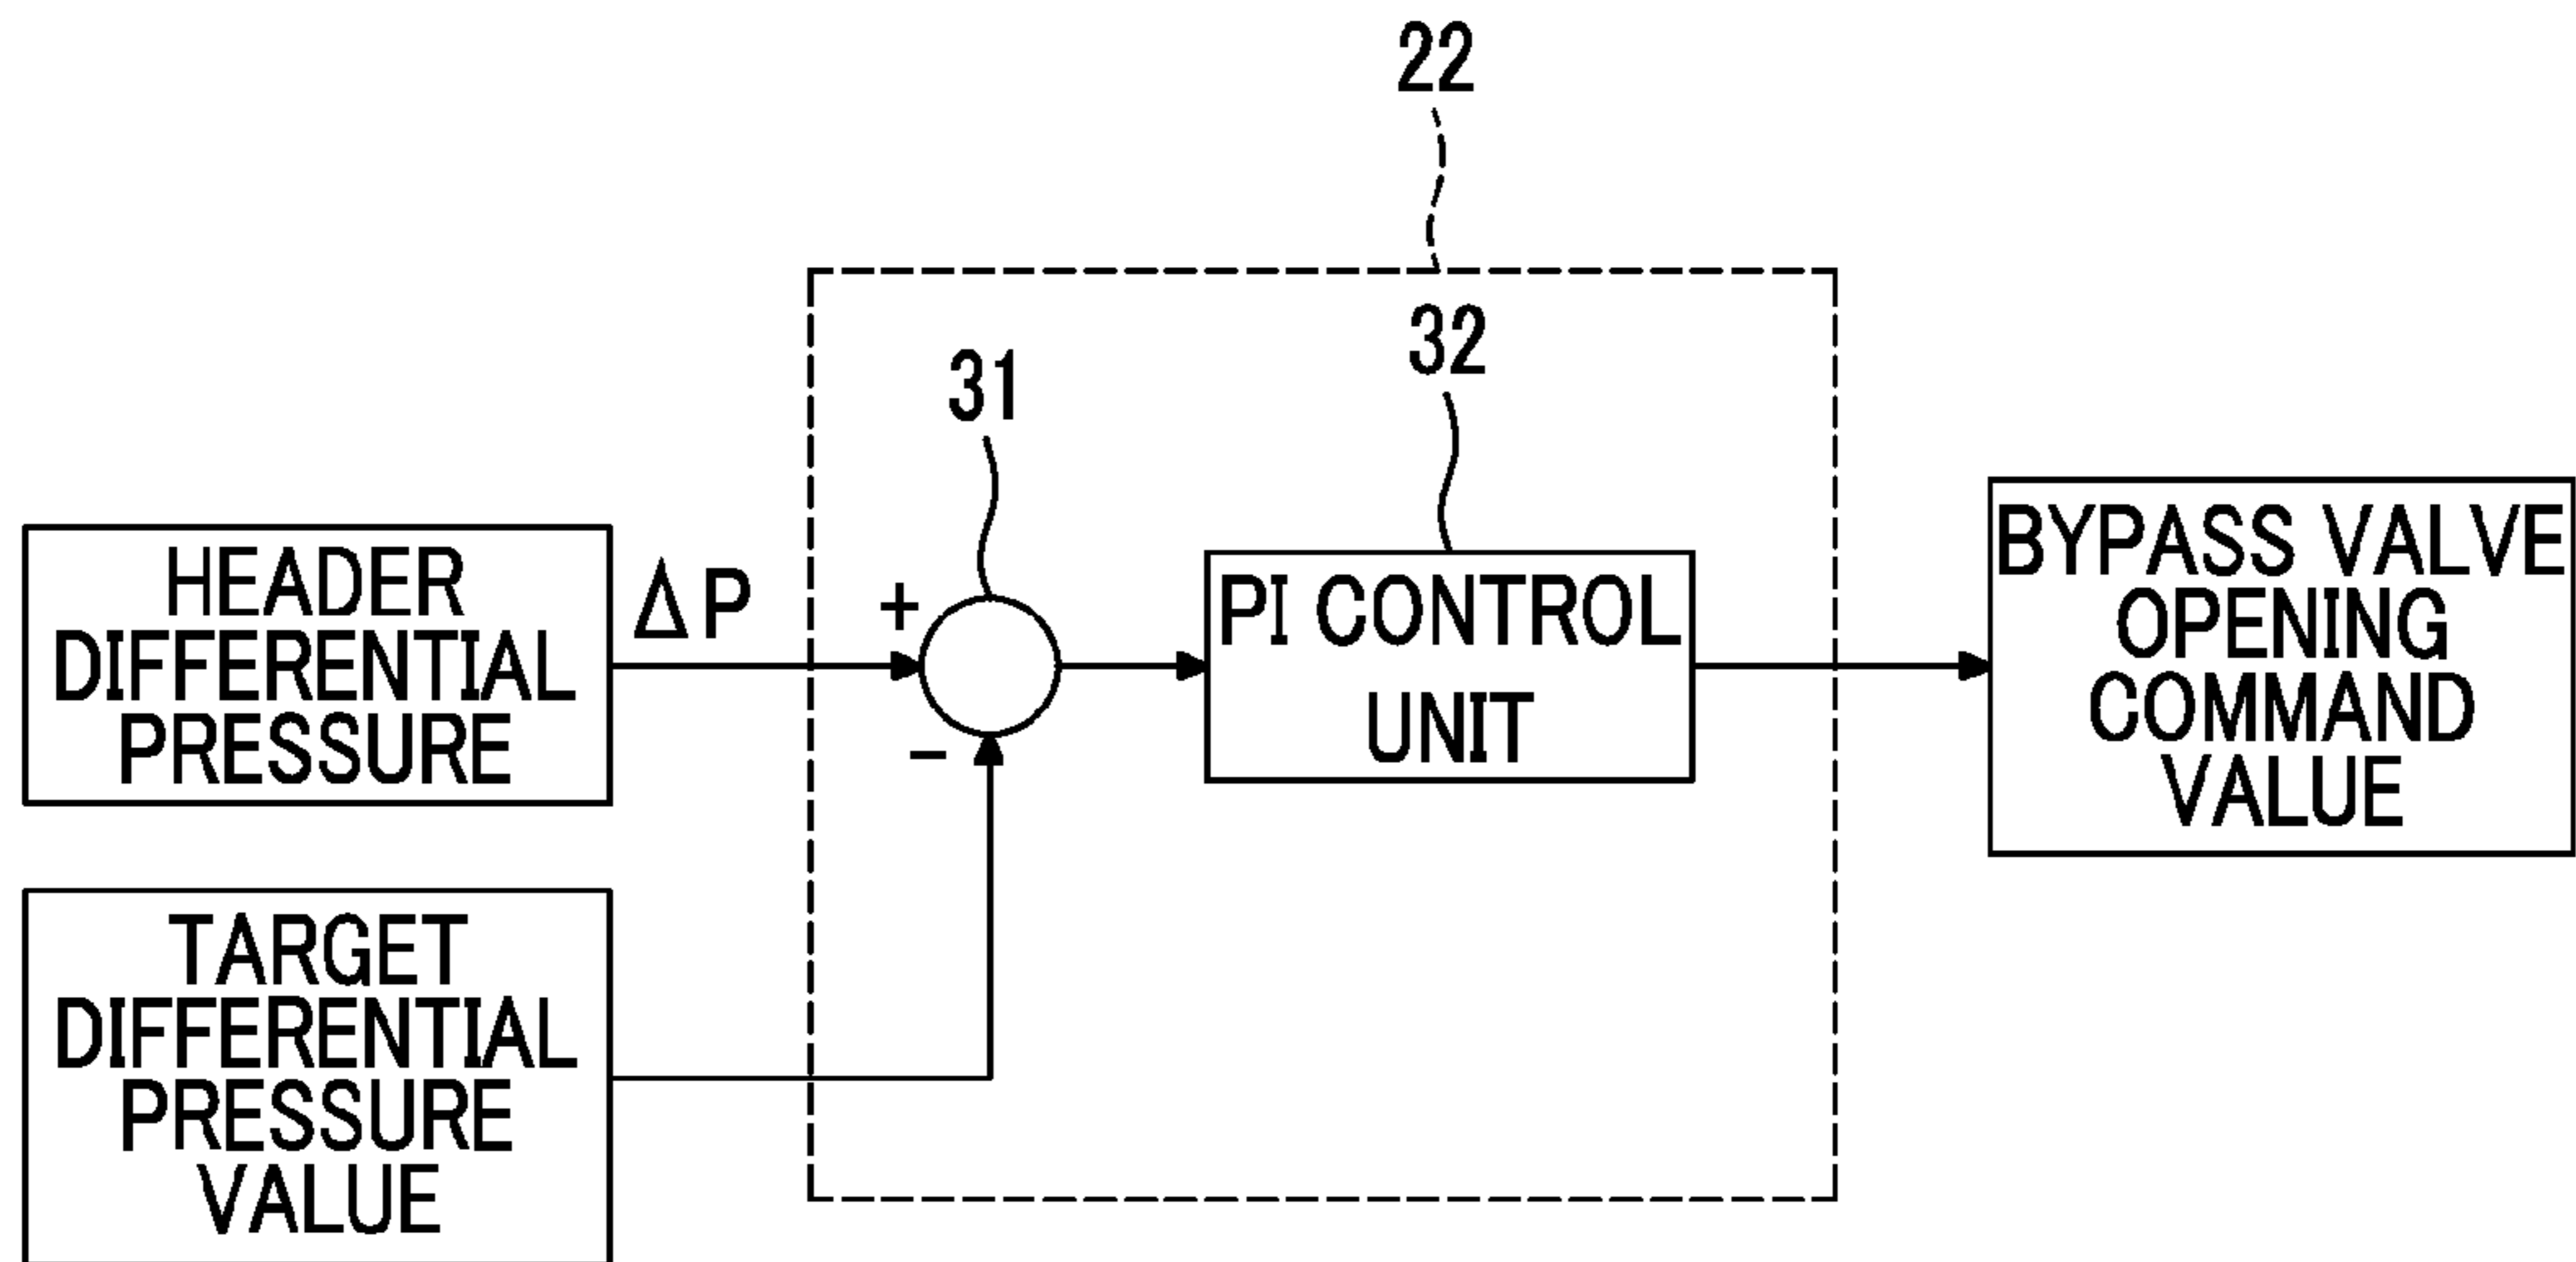 22
32
31
HEADER
DIFFERENTIAL
PRESSURE
ΔP
+
−
PI CONTROL
UNIT
BYPASS VALVE
OPENING
COMMAND
VALUE
TARGET
DIFFERENTIAL
PRESSURE
VALUE